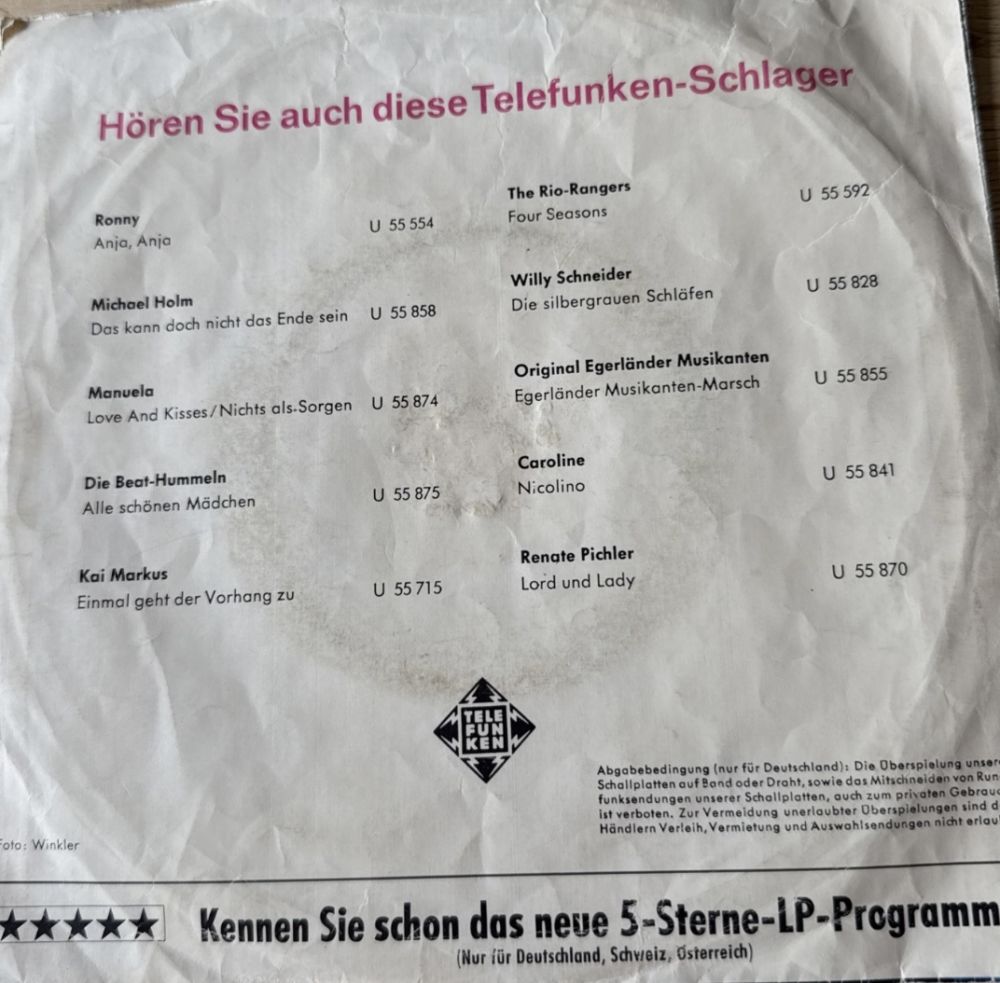 Hören Sie auch diese Telefunken-Schlager
Ronny
Anja, Anja U 55 554
Michael Holm
Das kann doch nicht das Ende sein U 55 858
Manuela
Love And Kisses/Nichts als Sorgen U 55 874
Die Beat-Hummeln
Alle schönen Mädchen U 55 875
Kai Markus
Einmal geht der Vorhang zu U 55 715
The Rio-Rangers
Four Seasons U 55 592
Willy Schneider
Die silbergrauen Schläfen U 55 828
Original Egerländer Musikanten
Egerländer Musikanten-Marsch U 55 855
Caroline
Nicolino U 55 841
Renate Pichler
Lord und Lady U 55 870
TELE
FUN
KEN
Abgabebedingung (nur für Deutschland): Die Überspielung
Schallplatten auf Band oder Draht, sowie das Mitschneiden von
funksendungen unserer Schallplatten, auch zum privaten
ist verboten. Zur Vermeidung unerlaubter Überspielungen sind
Händlern Verleih, Vermietung und Auswahlsendungen nicht
Foto: Winkler
★★★★★ Kennen Sie schon das neue 5-Sterne-LP-Programm
(Nur für Deutschland, Schweiz, Österreich)